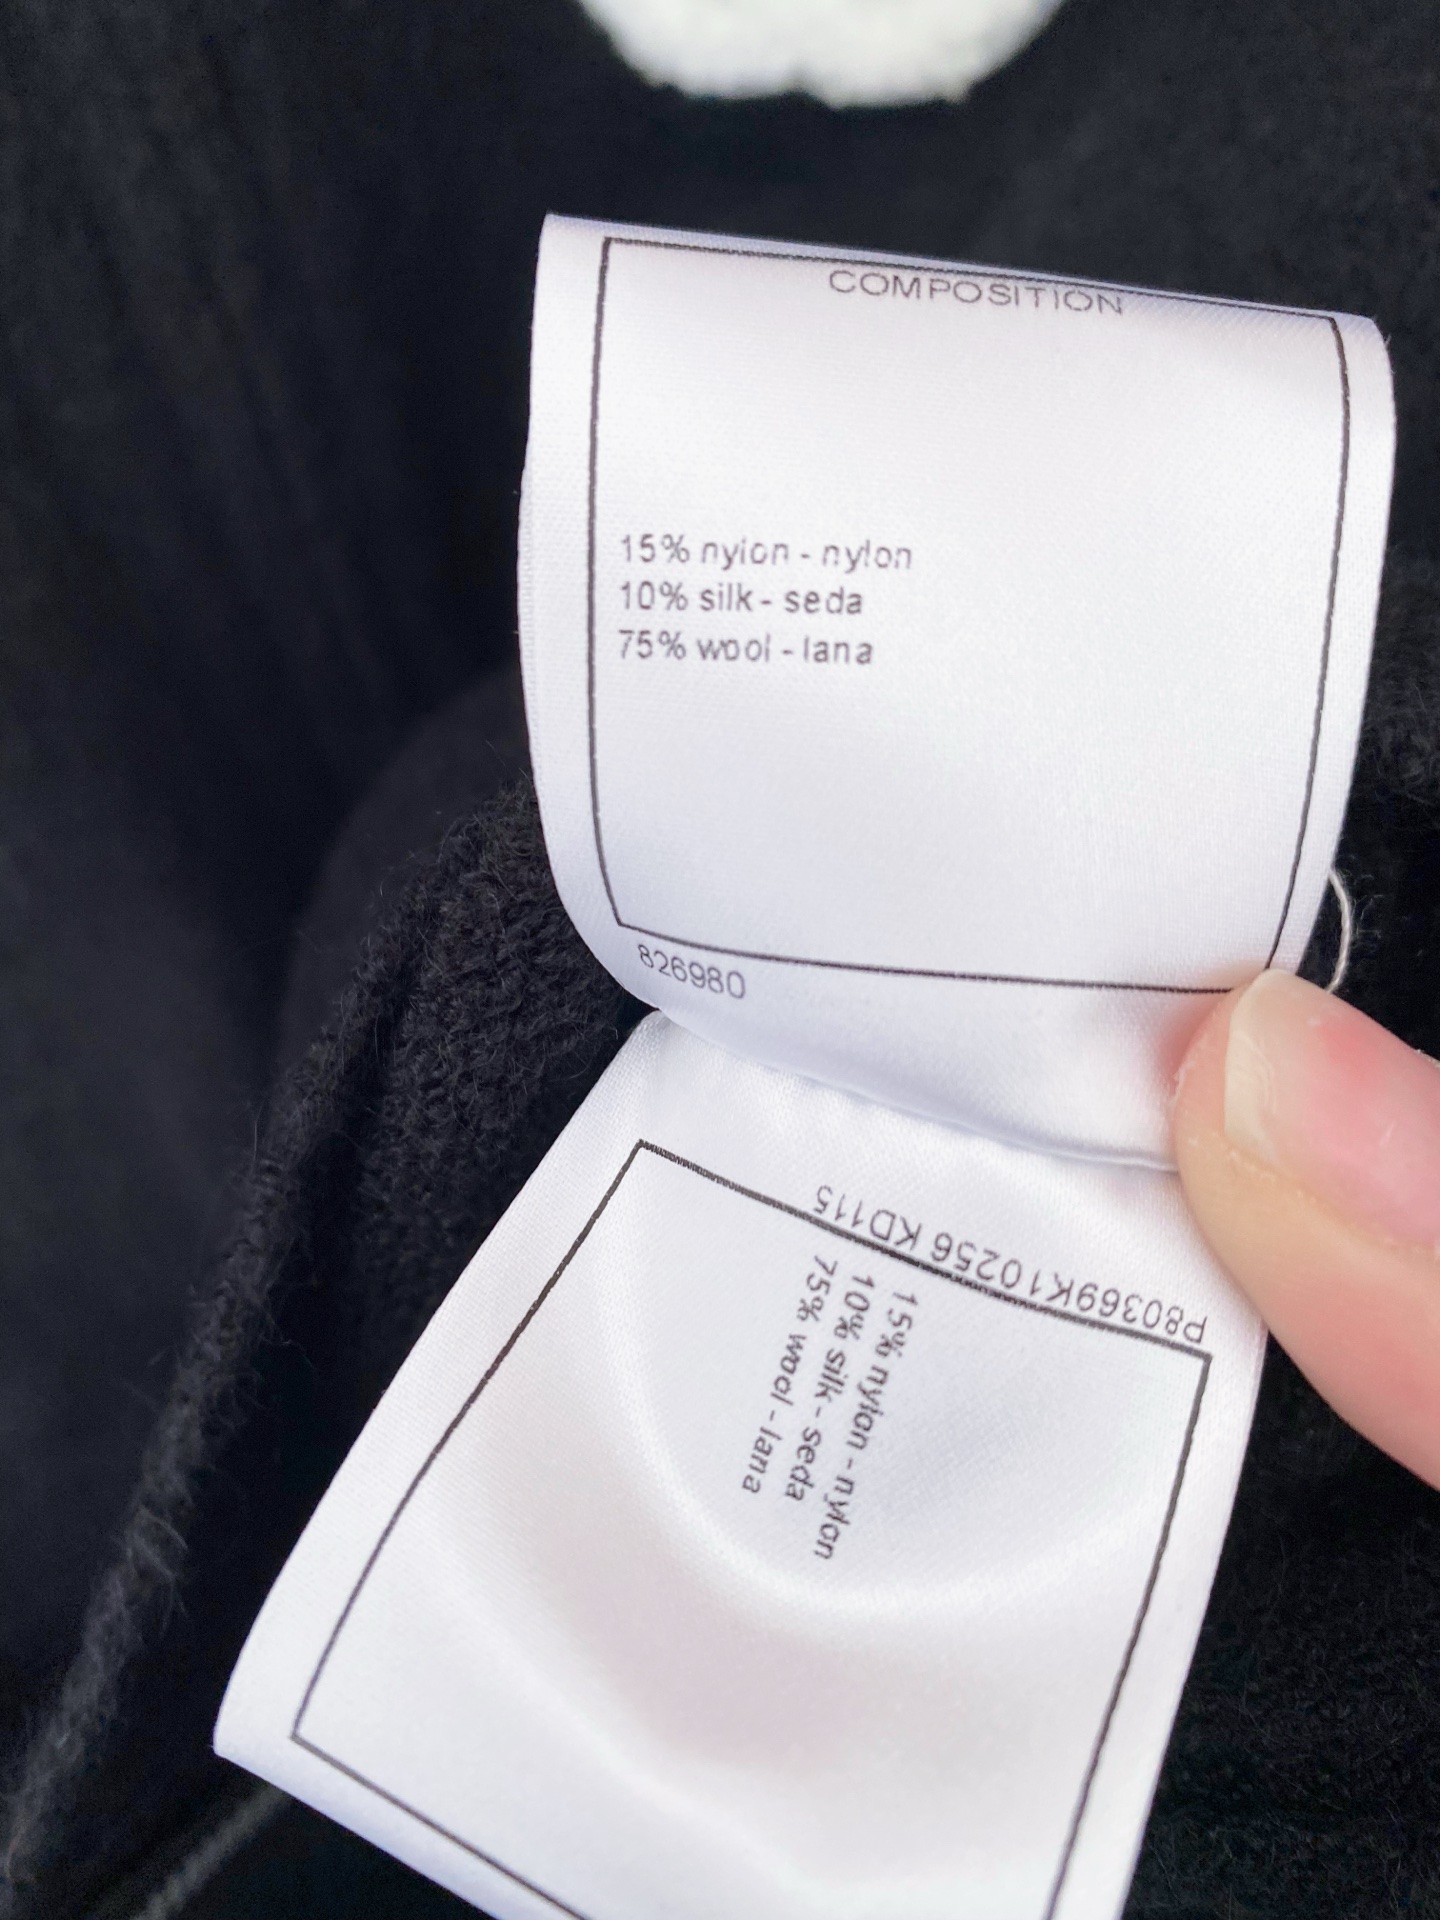 COMPOSITION
15% nylon - nylon
10% silk - seda
75% wool - lana
826980
P80369K10256 KD115
15% nylon - nylon
10% silk - seda
75% wool - lana